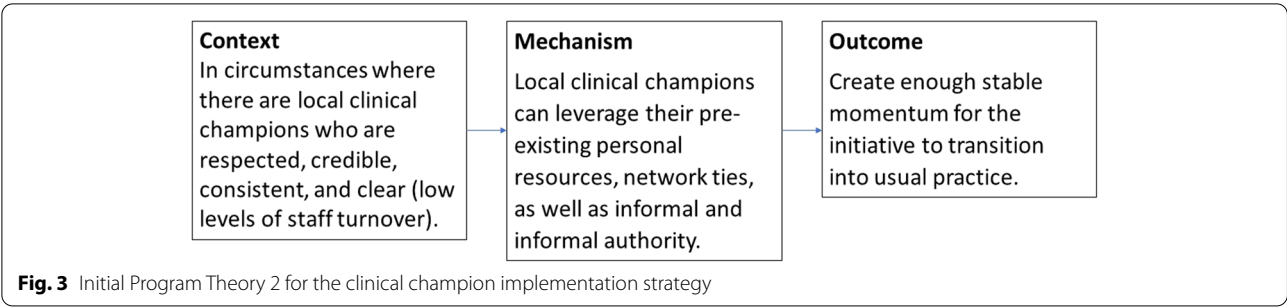 Context
In circumstances where
there are local clinical
champions who are
respected, credible,
consistent, and clear (low
levels of staff turnover).
Mechanism
Local clinical champions
can leverage their pre-
existing personal
resources, network ties,
as well as informal and
informal authority.
Outcome
Create enough stable
momentum for the
initiative to transition
into usual practice.
Fig. 3 Initial Program Theory 2 for the clinical champion implementation strategy